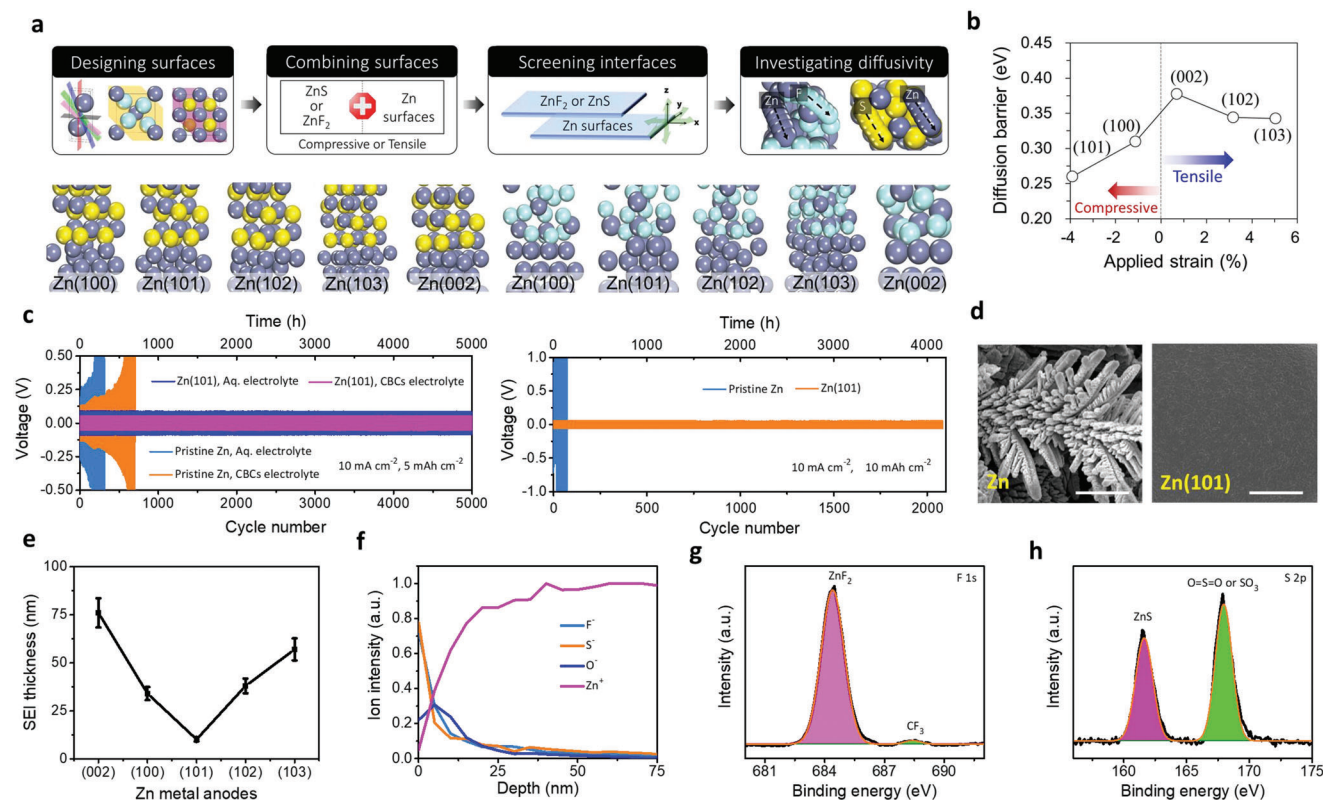 a
Designing surfaces
Combining surfaces
Screening interfaces
Investigating diffusivity
ZnS
or
ZnF2
Zn
surfaces
Compressive or Tensile
ZnF2 or ZnS
Zn surfaces
z
y
x
Zn
F
S
Zn
Zn(100)
Zn(101)
Zn(102)
Zn(103)
Zn(002)
Zn(100)
Zn(101)
Zn(102)
Zn(103)
Zn(002)
b
Diffusion barrier (eV)
0.45
0.40
0.35
0.30
0.25
0.20
(101)
(100)
(002)
(102)
(103)
Tensile
Compressive
-4 -2 0 2 4 6
Applied strain (%)
c
Time (h)
0 1000 2000 3000 4000 5000
Voltage (V)
0.50
0.25
0.00
-0.25
-0.50
Zn(101), Aq. electrolyte
Zn(101), CBCs electrolyte
Pristine Zn, Aq. electrolyte
Pristine Zn, CBCs electrolyte
10 mA cm-2, 5 mAh cm-2
0 1000 2000 3000 4000 5000
Cycle number
Time (h)
0 1000 2000 3000 4000
Voltage (V)
1.0
0.5
0.0
-0.5
-1.0
Pristine Zn
Zn(101)
10 mA cm-2, 10 mAh cm-2
0 500 1000 1500 2000
Cycle number
d
Zn
Zn(101)
e
SEI thickness (nm)
100
75
50
25
0
(002) (100) (101) (102) (103)
Zn metal anodes
f
Ion intensity (a.u.)
1.0
0.8
0.6
0.4
0.2
0.0
F-
S-
O-
Zn+
0 25 50 75
Depth (nm)
g
Intensity (a.u.)
ZnF2
F 1s
CF3
681 684 687 690
Binding energy (eV)
h
Intensity (a.u.)
ZnS
O=S=O or SO3
S 2p
160 165 170 175
Binding energy (eV)